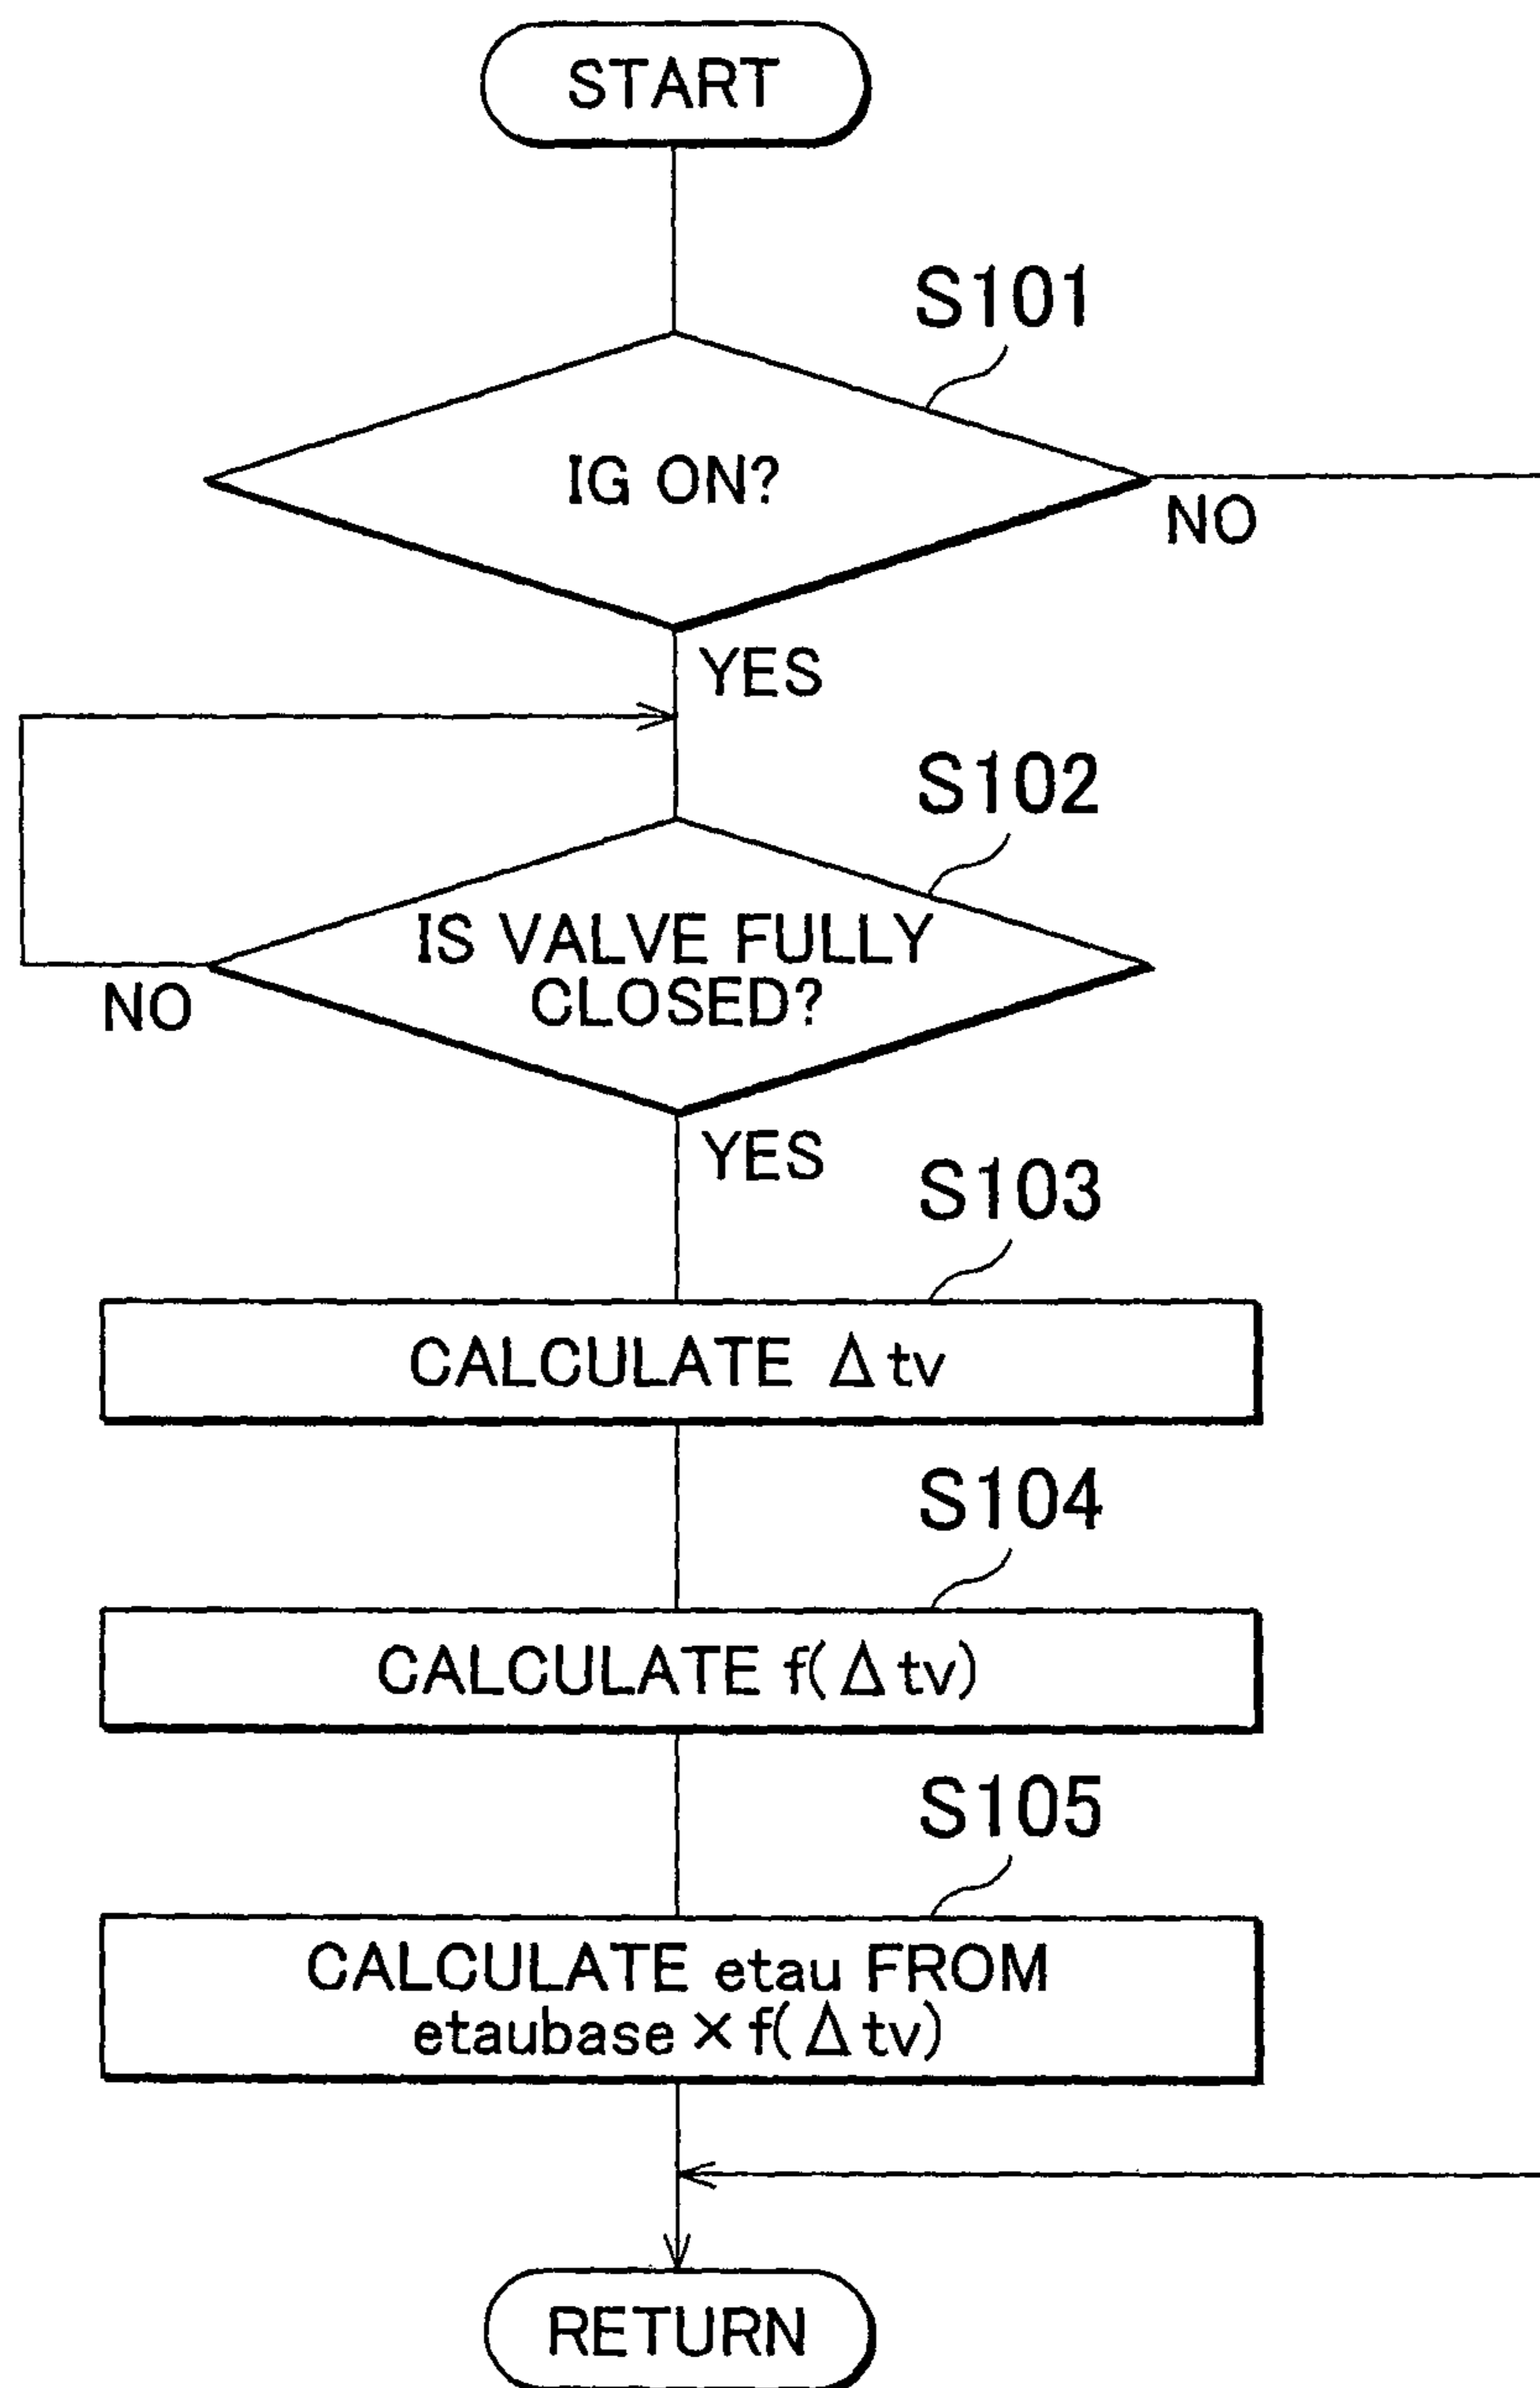 START
S101
IG ON?
NO
YES
S102
IS VALVE FULLY
CLOSED?
NO
YES
S103
CALCULATE Δtv
S104
CALCULATE f(Δtv)
S105
CALCULATE etau FROM
etaubase×f(Δtv)
RETURN